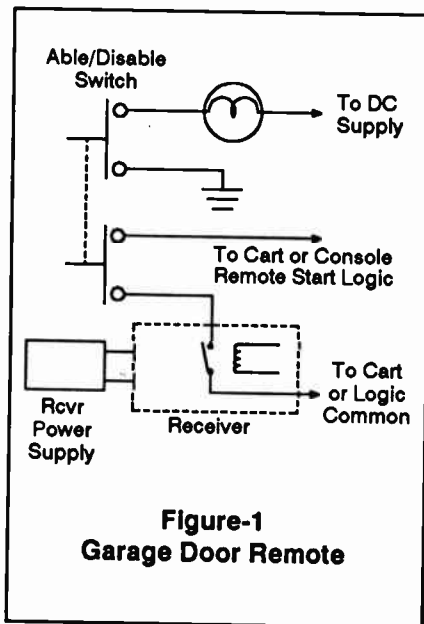 Able/Disable
Switch
To DC
Supply
To Cart or Console
Remote Start Logic
Rcvr
Power
Supply
Receiver
To Cart
or Logic
Common
Figure-1
Garage Door Remote